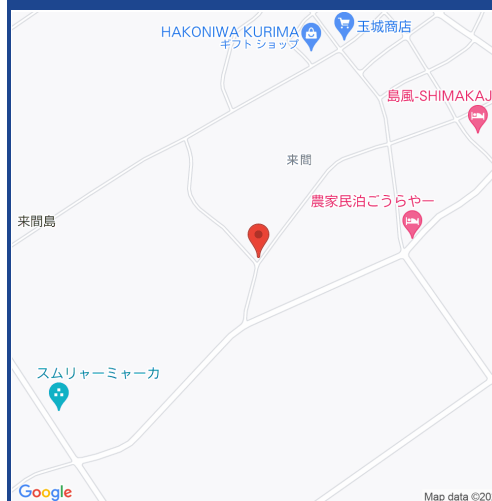 HAKONIWA KURIMA
ギフト ショップ
玉城商店
島風-SHIMAKAJ
来間
農家民泊ごうらやー
来間島
スムリャーミャーカ
Google
Map data ©20